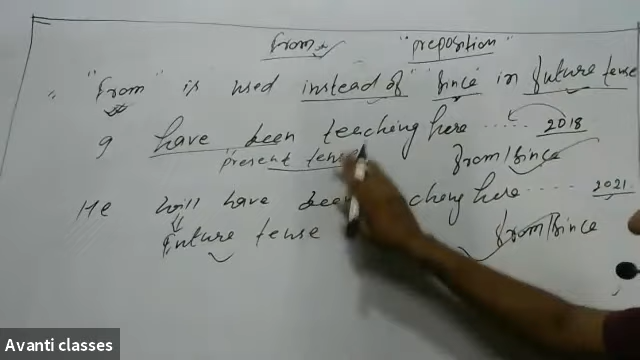 from "preposition"
"from" is used instead of "since" in future tense
I have been teaching here ..... 2018
present tense from/since
He will have been ching here ..... 2021
future tense from/since
Avanti classes